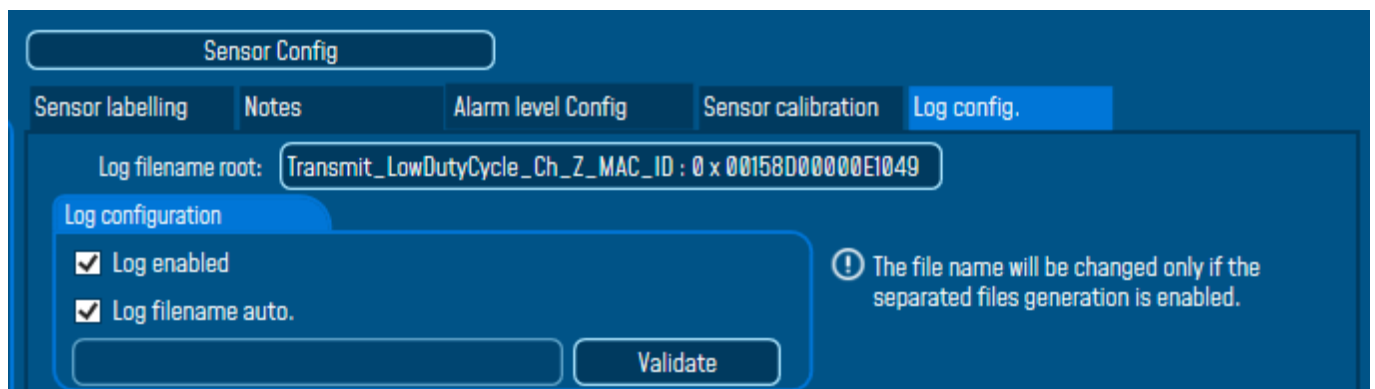 Sensor Config
Sensor labelling Notes Alarm level Config Sensor calibration Log config.
Log filename root: Transmit_LowDutyCycle_Ch_Z_MAC_ID : 0 x 00158D00000E1049
Log configuration
Log enabled
Log filename auto.
Validate
The file name will be changed only if the
separated files generation is enabled.